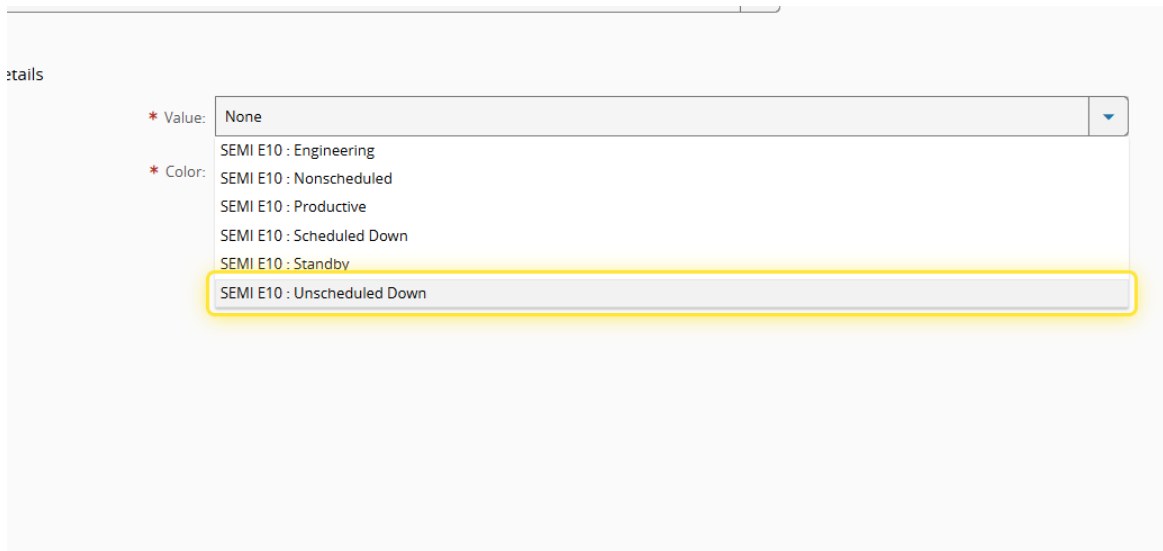 etails
* Value:
None
SEMI E10 : Engineering
* Color:
SEMI E10 : Nonscheduled
SEMI E10 : Productive
SEMI E10 : Scheduled Down
SEMI E10 : Standby
SEMI E10 : Unscheduled Down